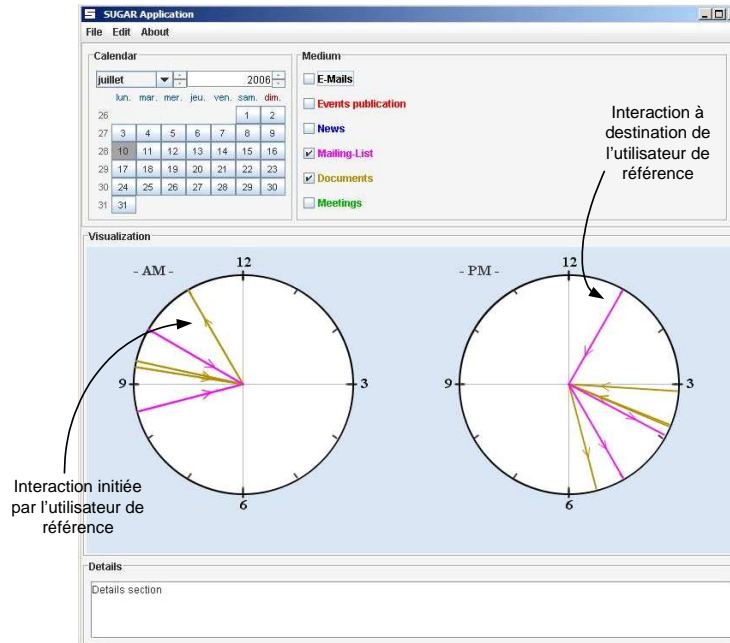 SUGAR Application
File Edit About
Calendar
juillet 2006
lun. mar. mer. jeu. ven. sam. dim.
26 1 2
27 3 4 5 6 7 8 9
28 10 11 12 13 14 15 16
29 17 18 19 20 21 22 23
30 24 25 26 27 28 29 30
31 31
Medium
E-Mails
Events publication
News
Mailing-List
Documents
Meetings
Interaction à
destination de
l'utilisateur de
référence
Visualization
- AM -
12
9
3
6
- PM -
12
9
3
6
Interaction initiée
par l'utilisateur de
référence
Details
Details section